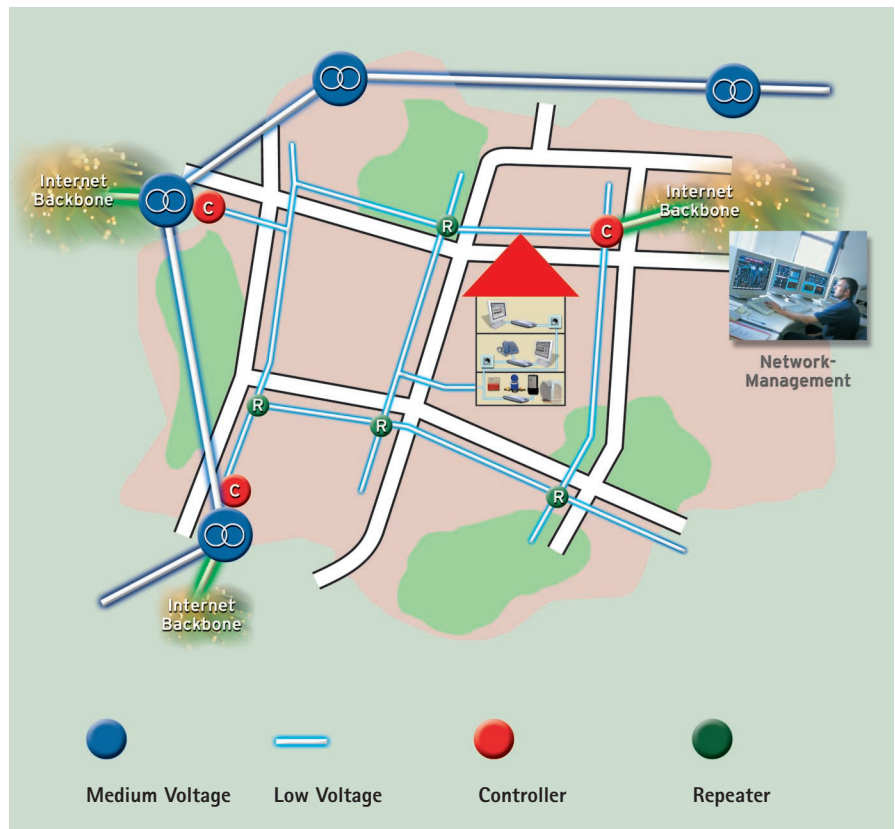 Internet
Backbone
C
R
C
Internet
Backbone
Network-
Management
R
R
C
R
Internet
Backbone
Medium Voltage
Low Voltage
Controller
Repeater